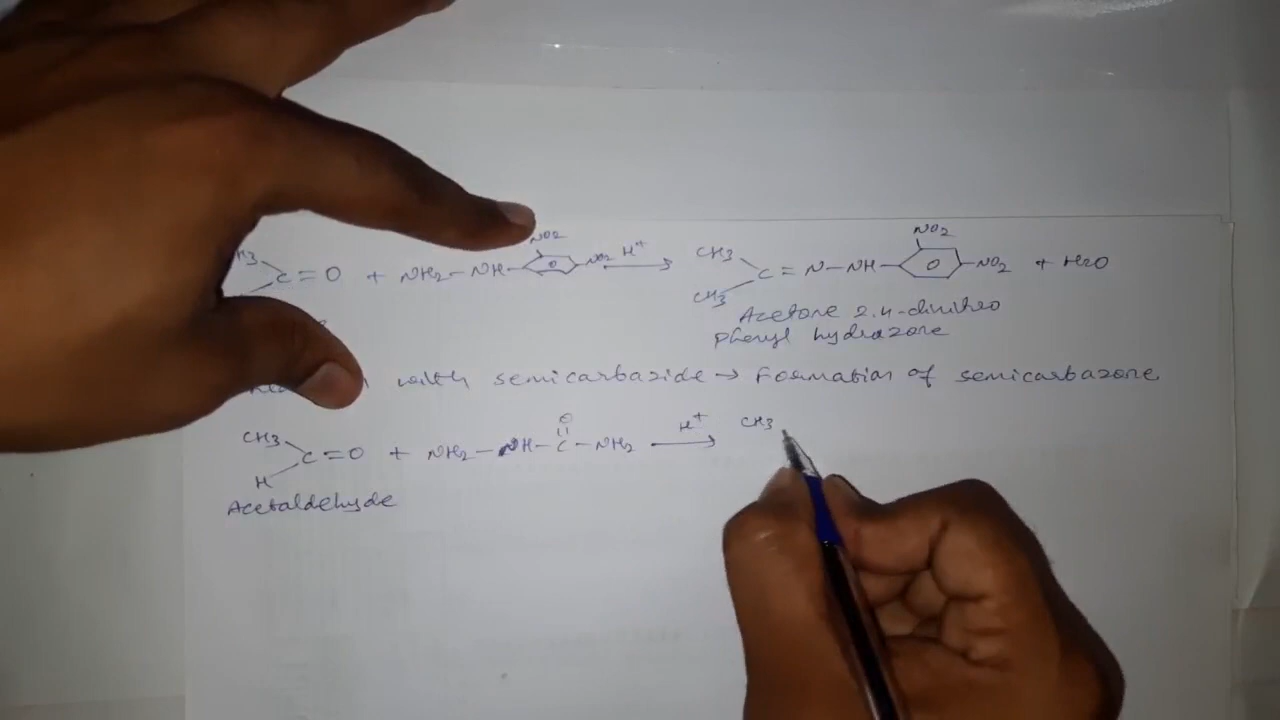 NO2 NO2
CH3 C=O + NH2-NH- -NO2 H+ → CH3 C=N-NH- -NO2 + H2O
CH3
Acetone 2,4-dinitro
phenyl hydrazone
with semicarbazide → Formation of semicarbazone
O
CH3 C=O + NH2-NH-C-NH2 H+ → CH3
H
Acetaldehyde